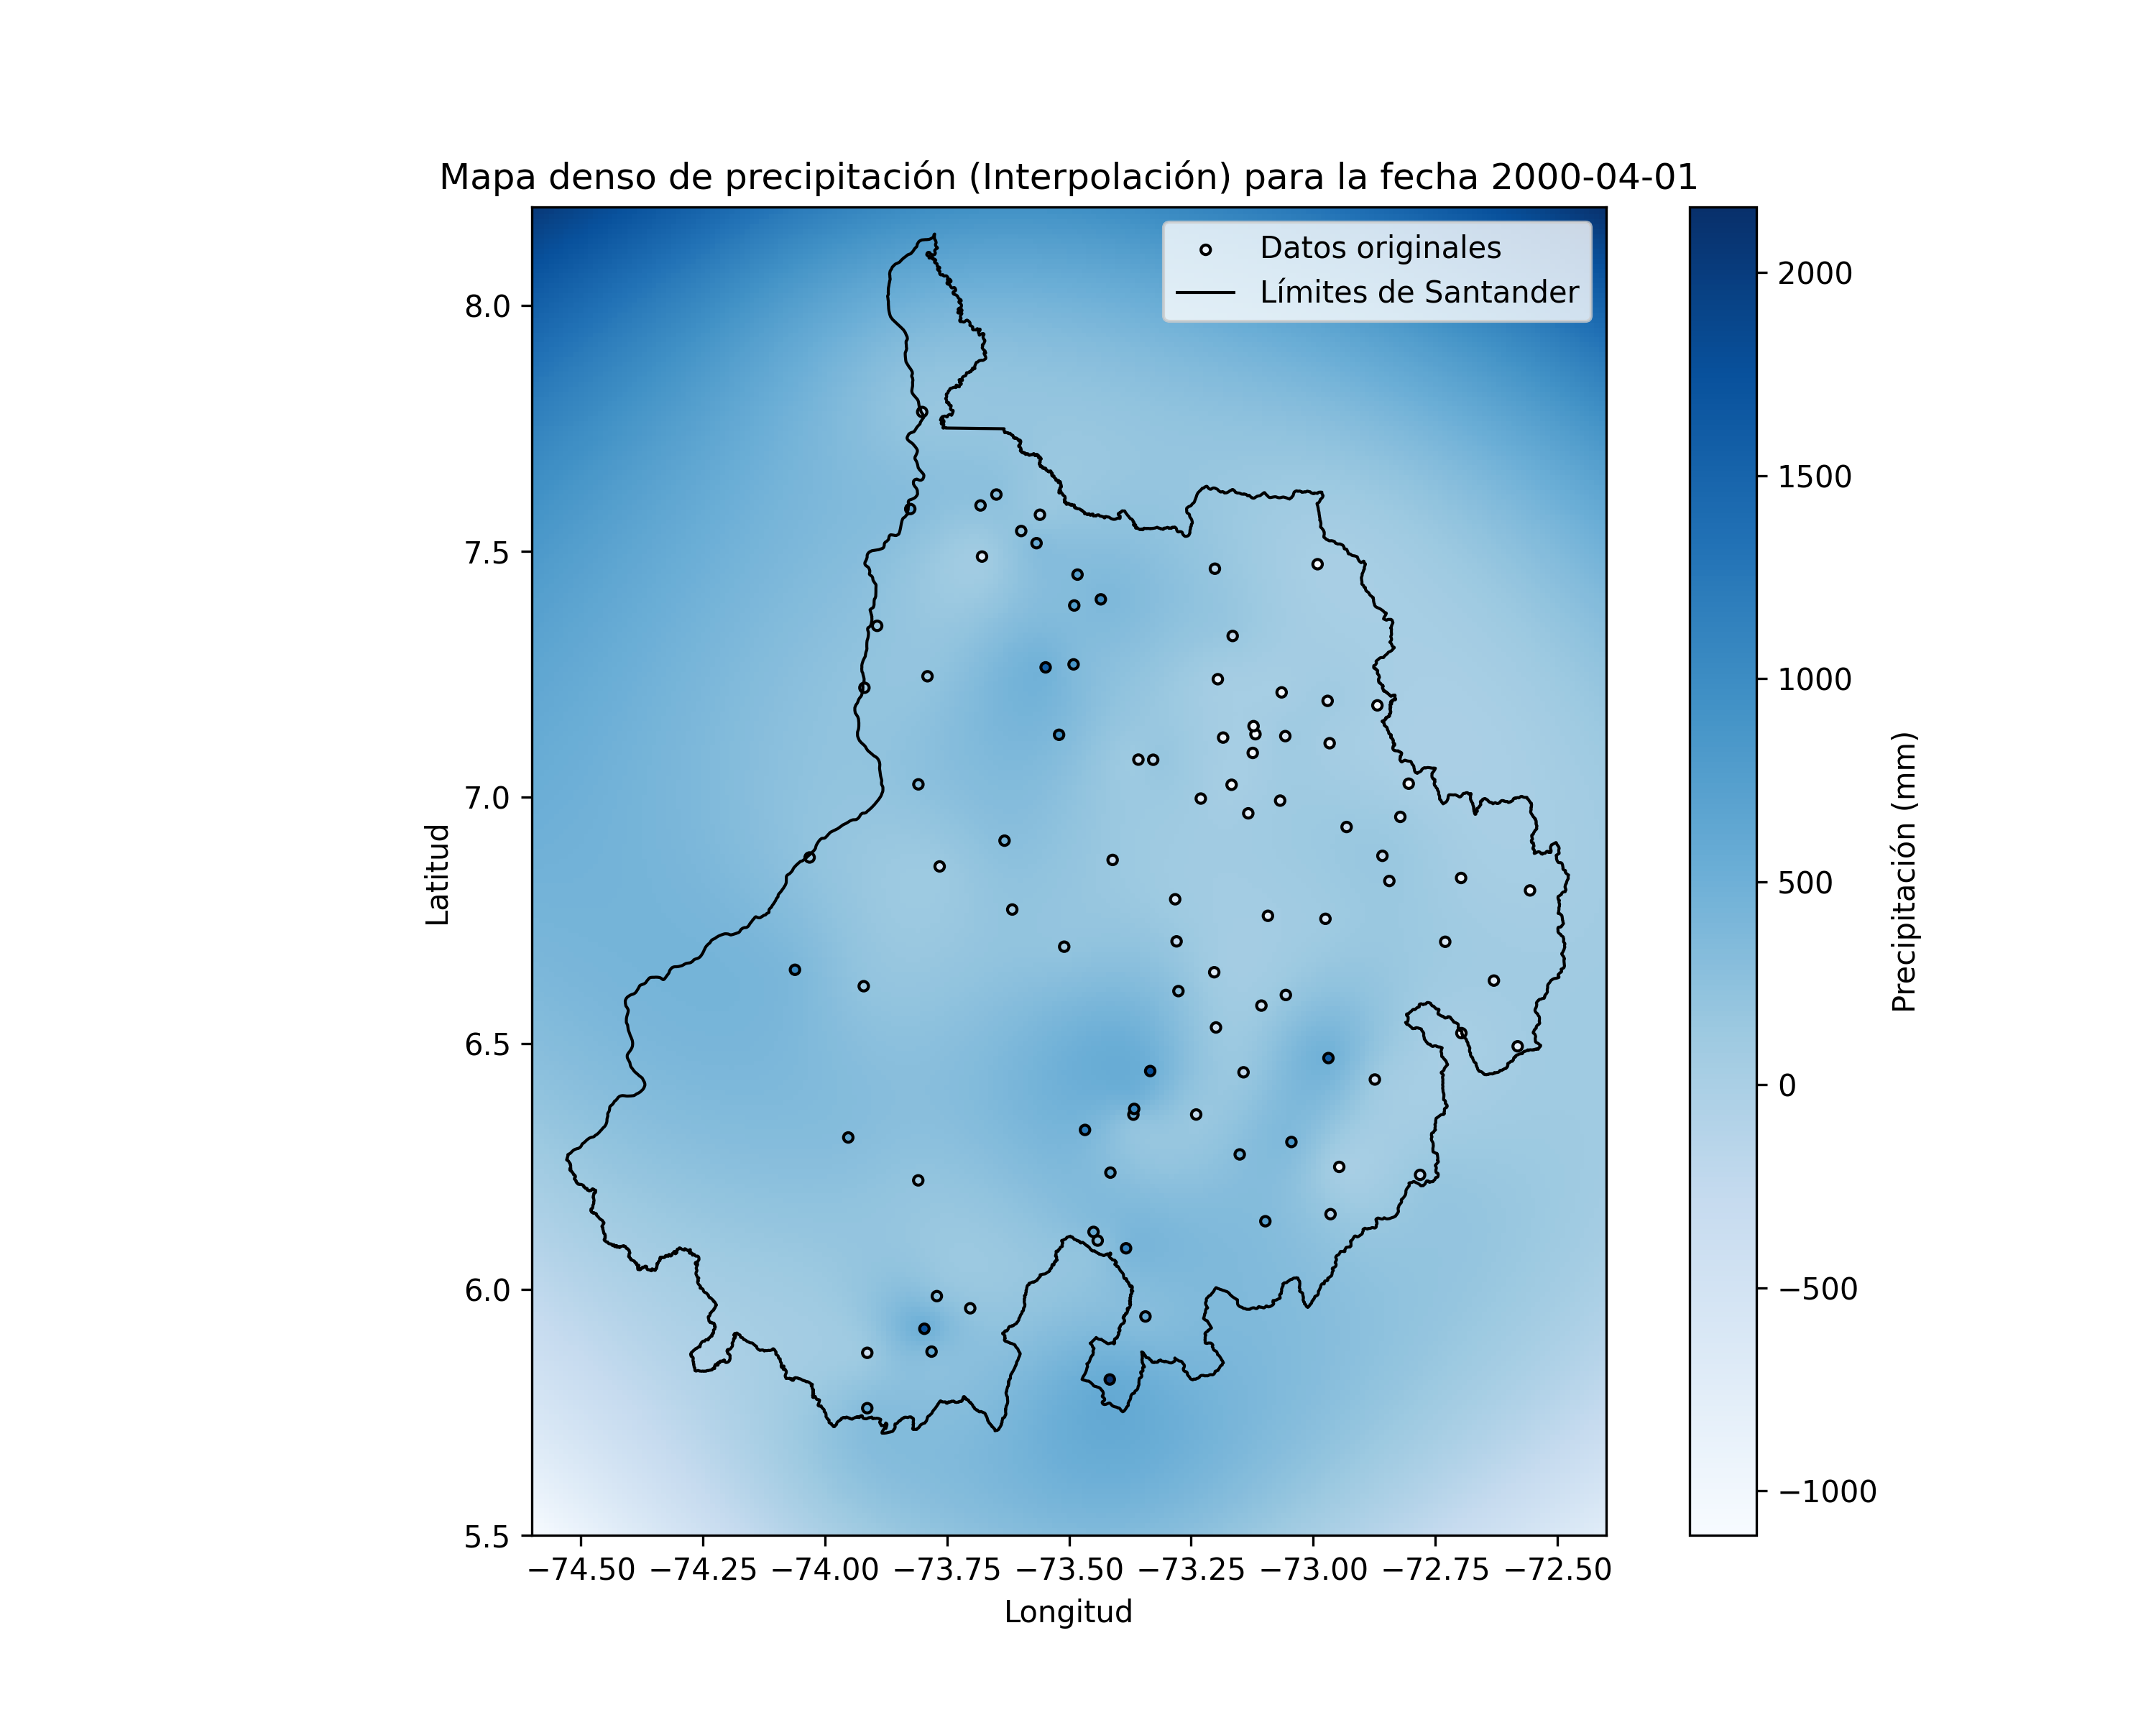 Mapa denso de precipitación (Interpolación) para la fecha 2000-04-01
Datos originales
Límites de Santander
8.0
7.5
7.0
6.5
6.0
5.5
Latitud
−74.50 −74.25 −74.00 −73.75 −73.50 −73.25 −73.00 −72.75 −72.50
Longitud
2000
1500
1000
500
0
−500
−1000
Precipitación (mm)